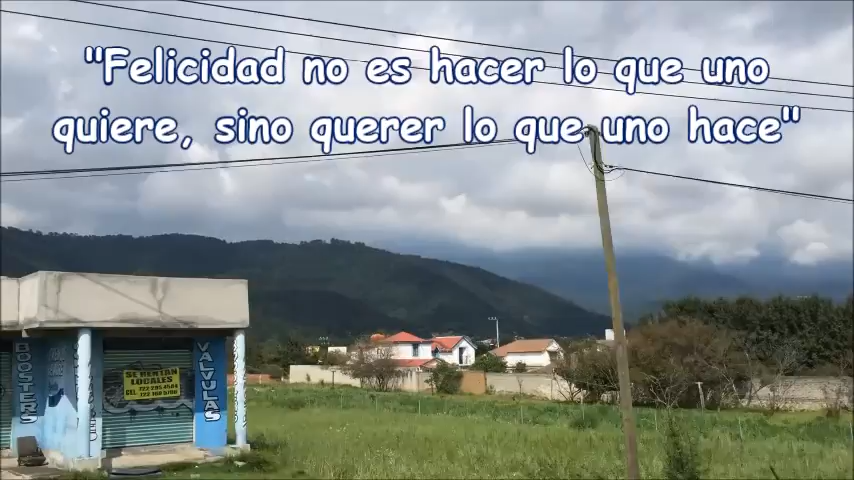 "Felicidad no es hacer lo que uno
quiere, sino querer lo que uno hace"
SE RENTAN
LOCALES
BOOSTERS
VALVULAS